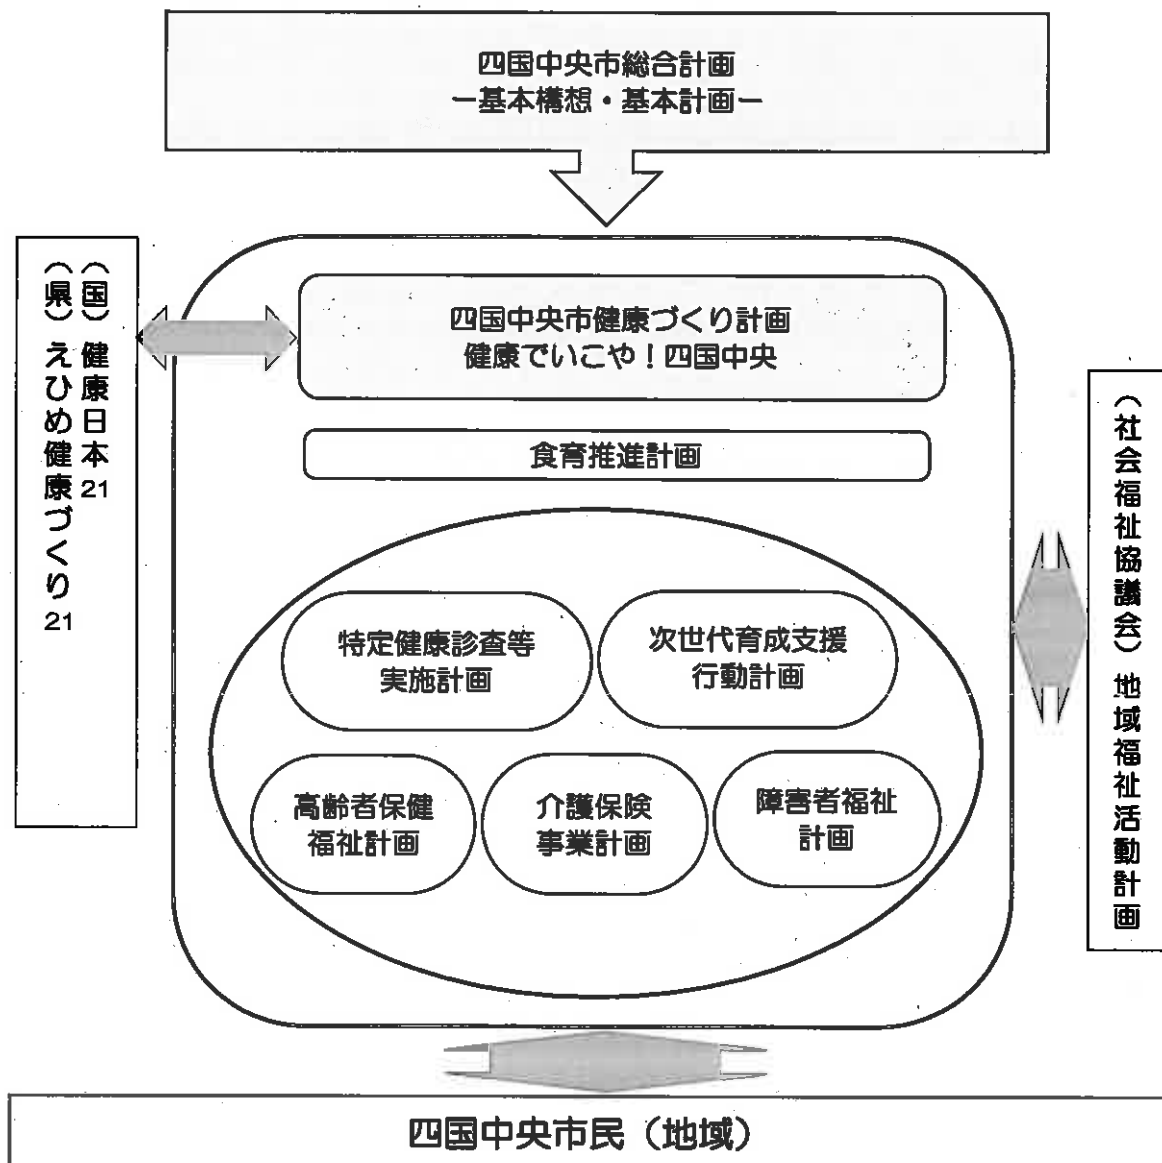 四国中央市総合計画
ー基本構想・基本計画ー
（国）健康日本21
（県）えひめ健康づくり21
四国中央市健康づくり計画
健康でいこや！四国中央
食育推進計画
特定健康診査等
実施計画
次世代育成支援
行動計画
高齢者保健
福祉計画
介護保険
事業計画
障害者福祉
計画
（社会福祉協議会）地域福祉活動計画
四国中央市民（地域）